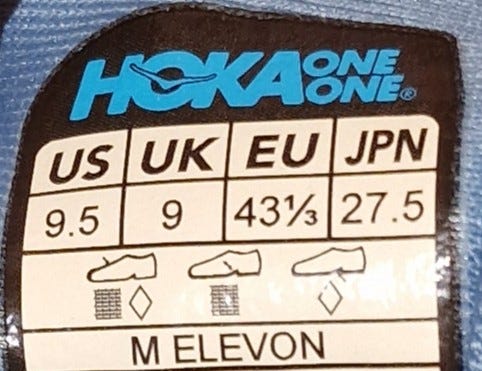 HOKA ONE ONE®
US UK EU JPN
9.5 9 43⅓ 27.5
M ELEVON